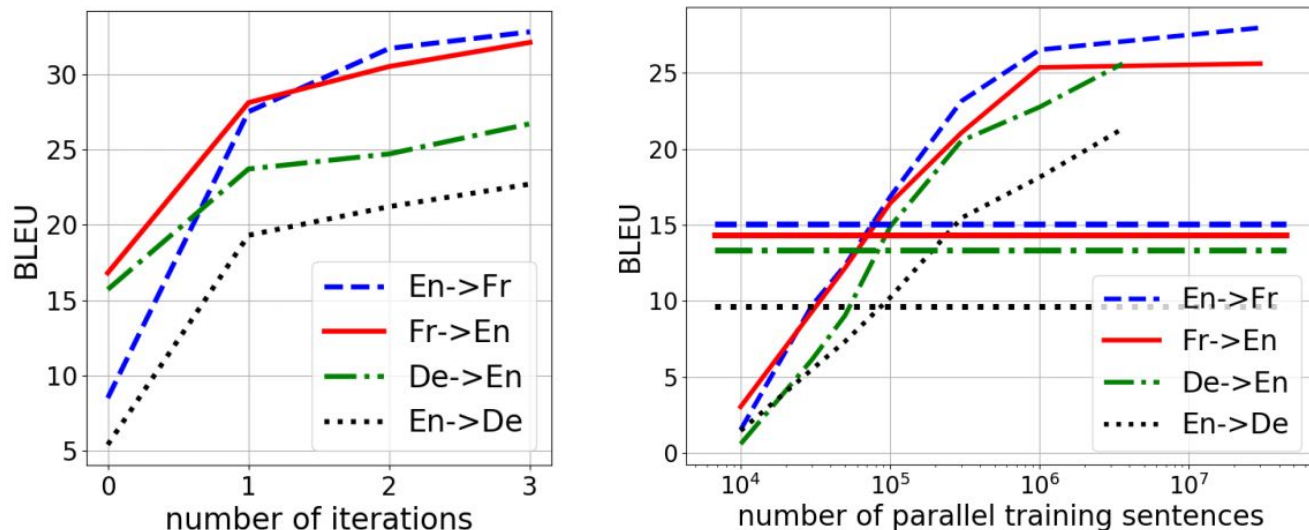 BLEU
30
25
20
15
10
5
0
1
2
3
number of iterations
En->Fr
Fr->En
De->En
En->De
BLEU
25
20
15
10
5
0
10⁴
10⁵
10⁶
10⁷
number of parallel training sentences
En->Fr
Fr->En
De->En
En->De